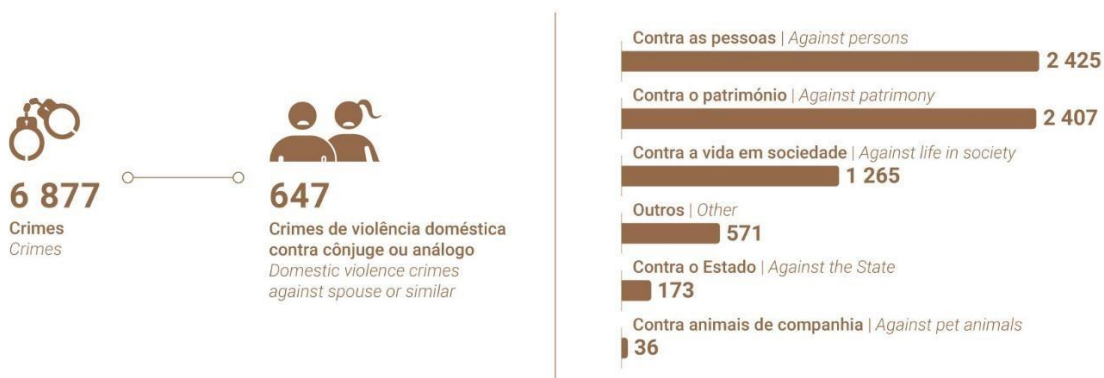 6 877
Crimes
Crimes
647
Crimes de violência doméstica
contra cônjuge ou análogo
Domestic violence crimes
against spouse or similar
Contra as pessoas | Against persons
2 425
Contra o património | Against patrimony
2 407
Contra a vida em sociedade | Against life in society
1 265
Outros | Other
571
Contra o Estado | Against the State
173
Contra animais de companhia | Against pet animals
36